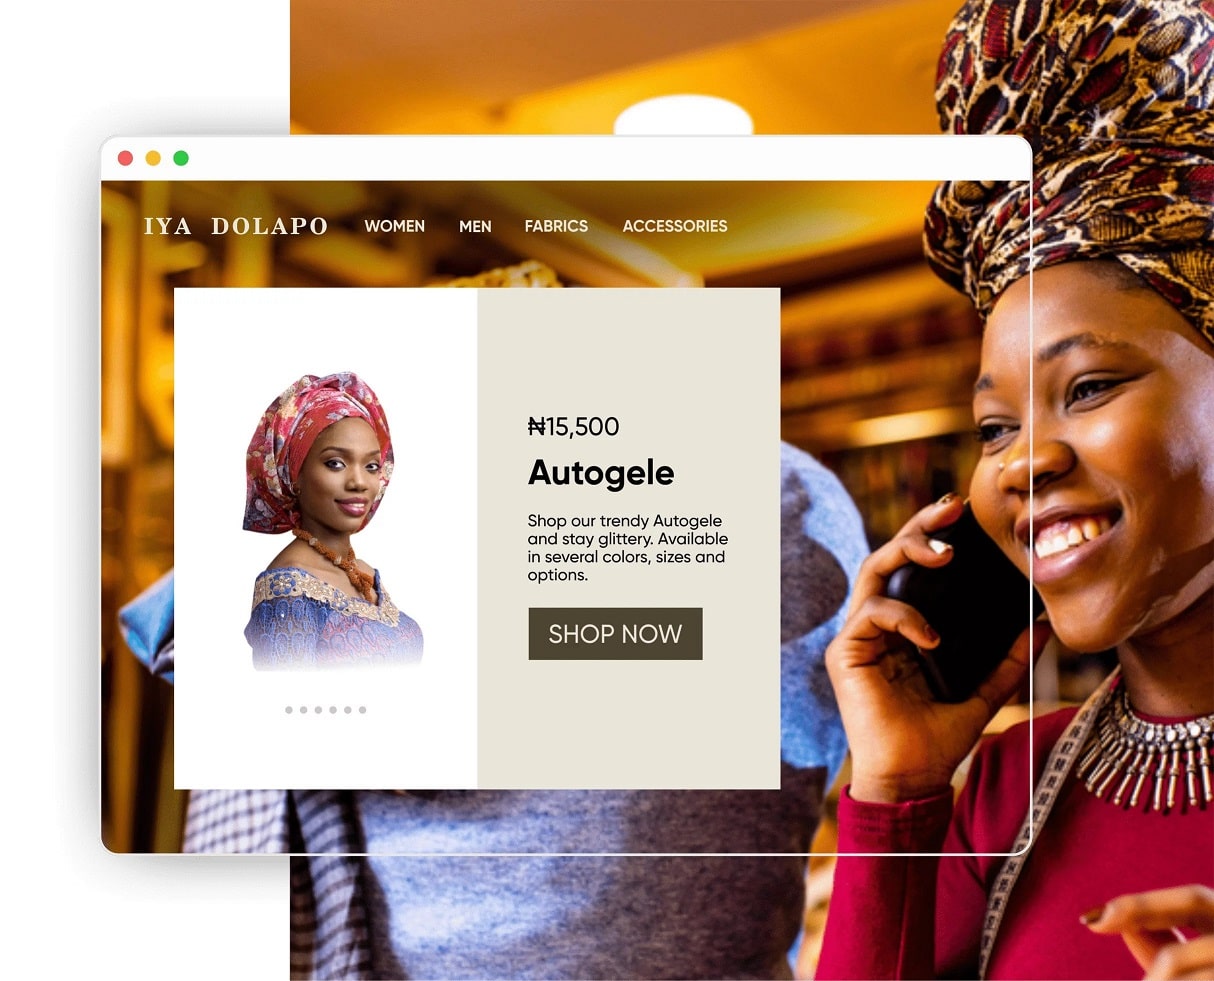 IYA DOLAPO WOMEN MEN FABRICS ACCESSORIES
₦15,500
Autogele
Shop our trendy Autogele
and stay glittery. Available
in several colors, sizes and
options.
SHOP NOW